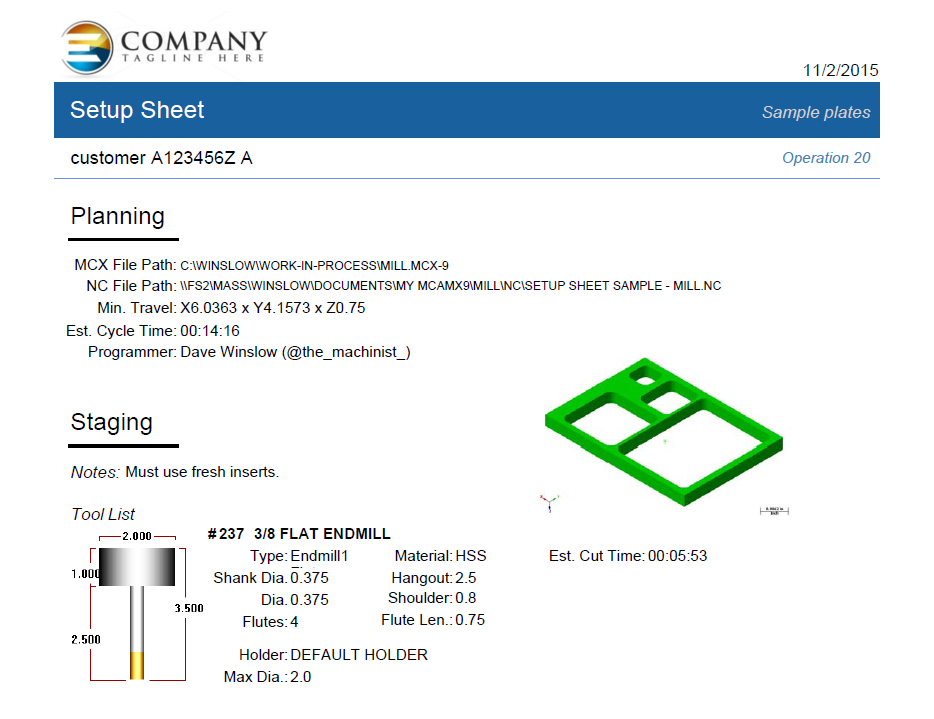 COMPANY
TAGLINE HERE
11/2/2015
Setup Sheet
Sample plates
customer A123456Z A
Operation 20
Planning
MCX File Path: C:\WINSLOW\WORK-IN-PROCESS\MILL.MCX-9
NC File Path: \\FS2\MASS\WINSLOW\DOCUMENTS\MY MCAMX9\MILL\NC\SETUP SHEET SAMPLE - MILL.NC
Min. Travel: X6.0363 x Y4.1573 x Z0.75
Est. Cycle Time: 00:14:16
Programmer: Dave Winslow (@the_machinist_)
Staging
Notes: Must use fresh inserts.
Tool List
2.000
1.000
3.500
2.500
#237 3/8 FLAT ENDMILL
Type: Endmill1 Material: HSS Est. Cut Time: 00:05:53
Shank Dia. 0.375 Hangout: 2.5
Dia. 0.375 Shoulder: 0.8
Flutes: 4 Flute Len.: 0.75
Holder: DEFAULT HOLDER
Max Dia.: 2.0